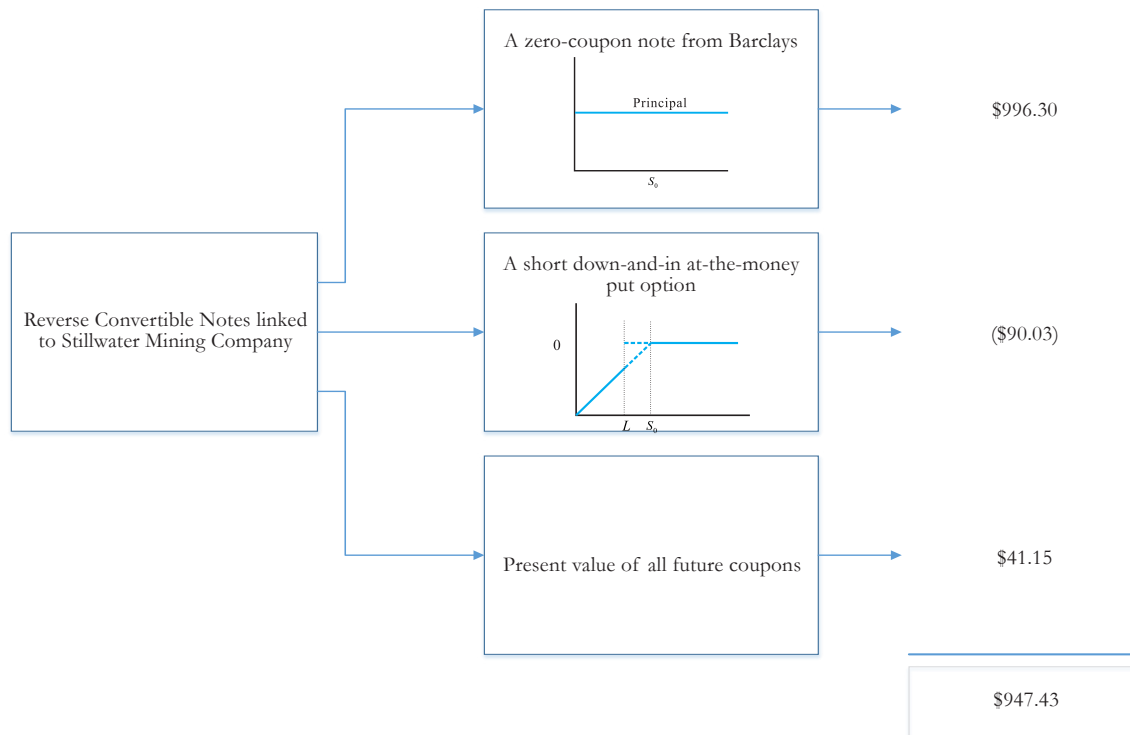 A zero-coupon note from Barclays
Principal
S₀
$996.30
Reverse Convertible Notes linked
to Stillwater Mining Company
A short down-and-in at-the-money
put option
0
L S₀
($90.03)
Present value of all future coupons
$41.15
$947.43